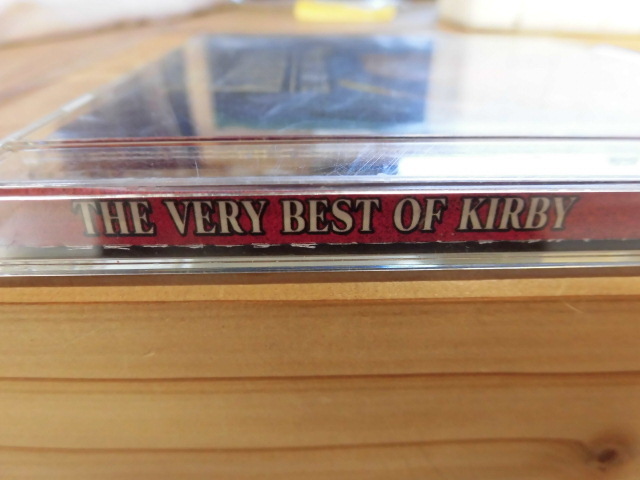 THE VERY BEST OF KIRBY